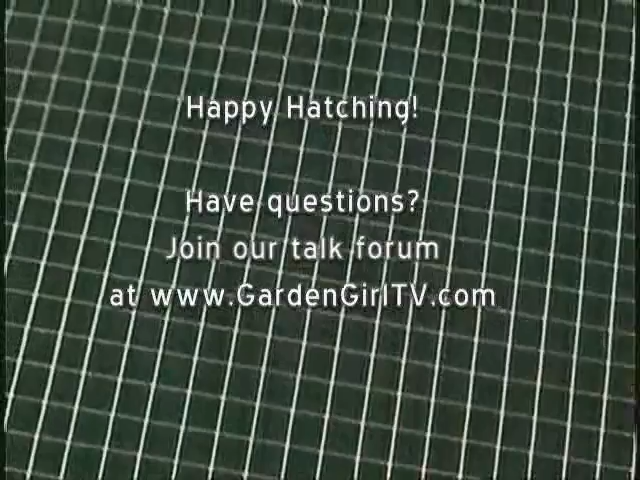 Happy Hatching!
Have questions?
Join our talk forum
at www.GardenGirlTV.com